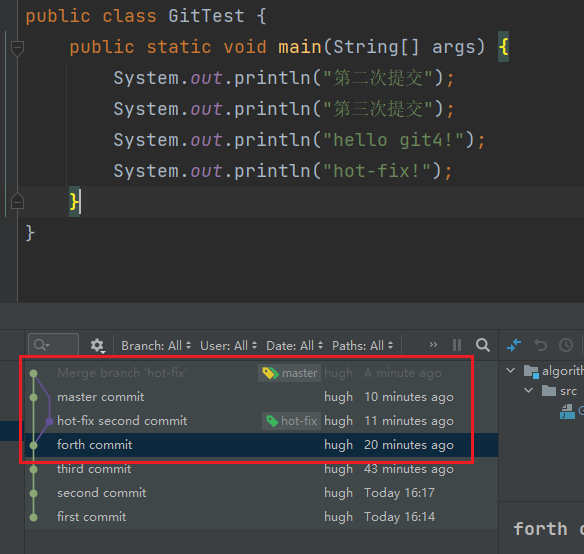 public class GitTest {
public static void main(String[] args) {
System.out.println("第二次提交");
System.out.println("第三次提交");
System.out.println("hello git4!");
System.out.println("hot-fix!");
}
}
Branch: All User: All Date: All Paths: All »
Merge branch 'hot-fix' master hugh A minute ago
master commit hugh 10 minutes ago
hot-fix second commit hot-fix hugh 11 minutes ago
forth commit hugh 20 minutes ago
third commit hugh 43 minutes ago
second commit hugh Today 16:17
first commit hugh Today 16:14
algorith
src
G
forth c